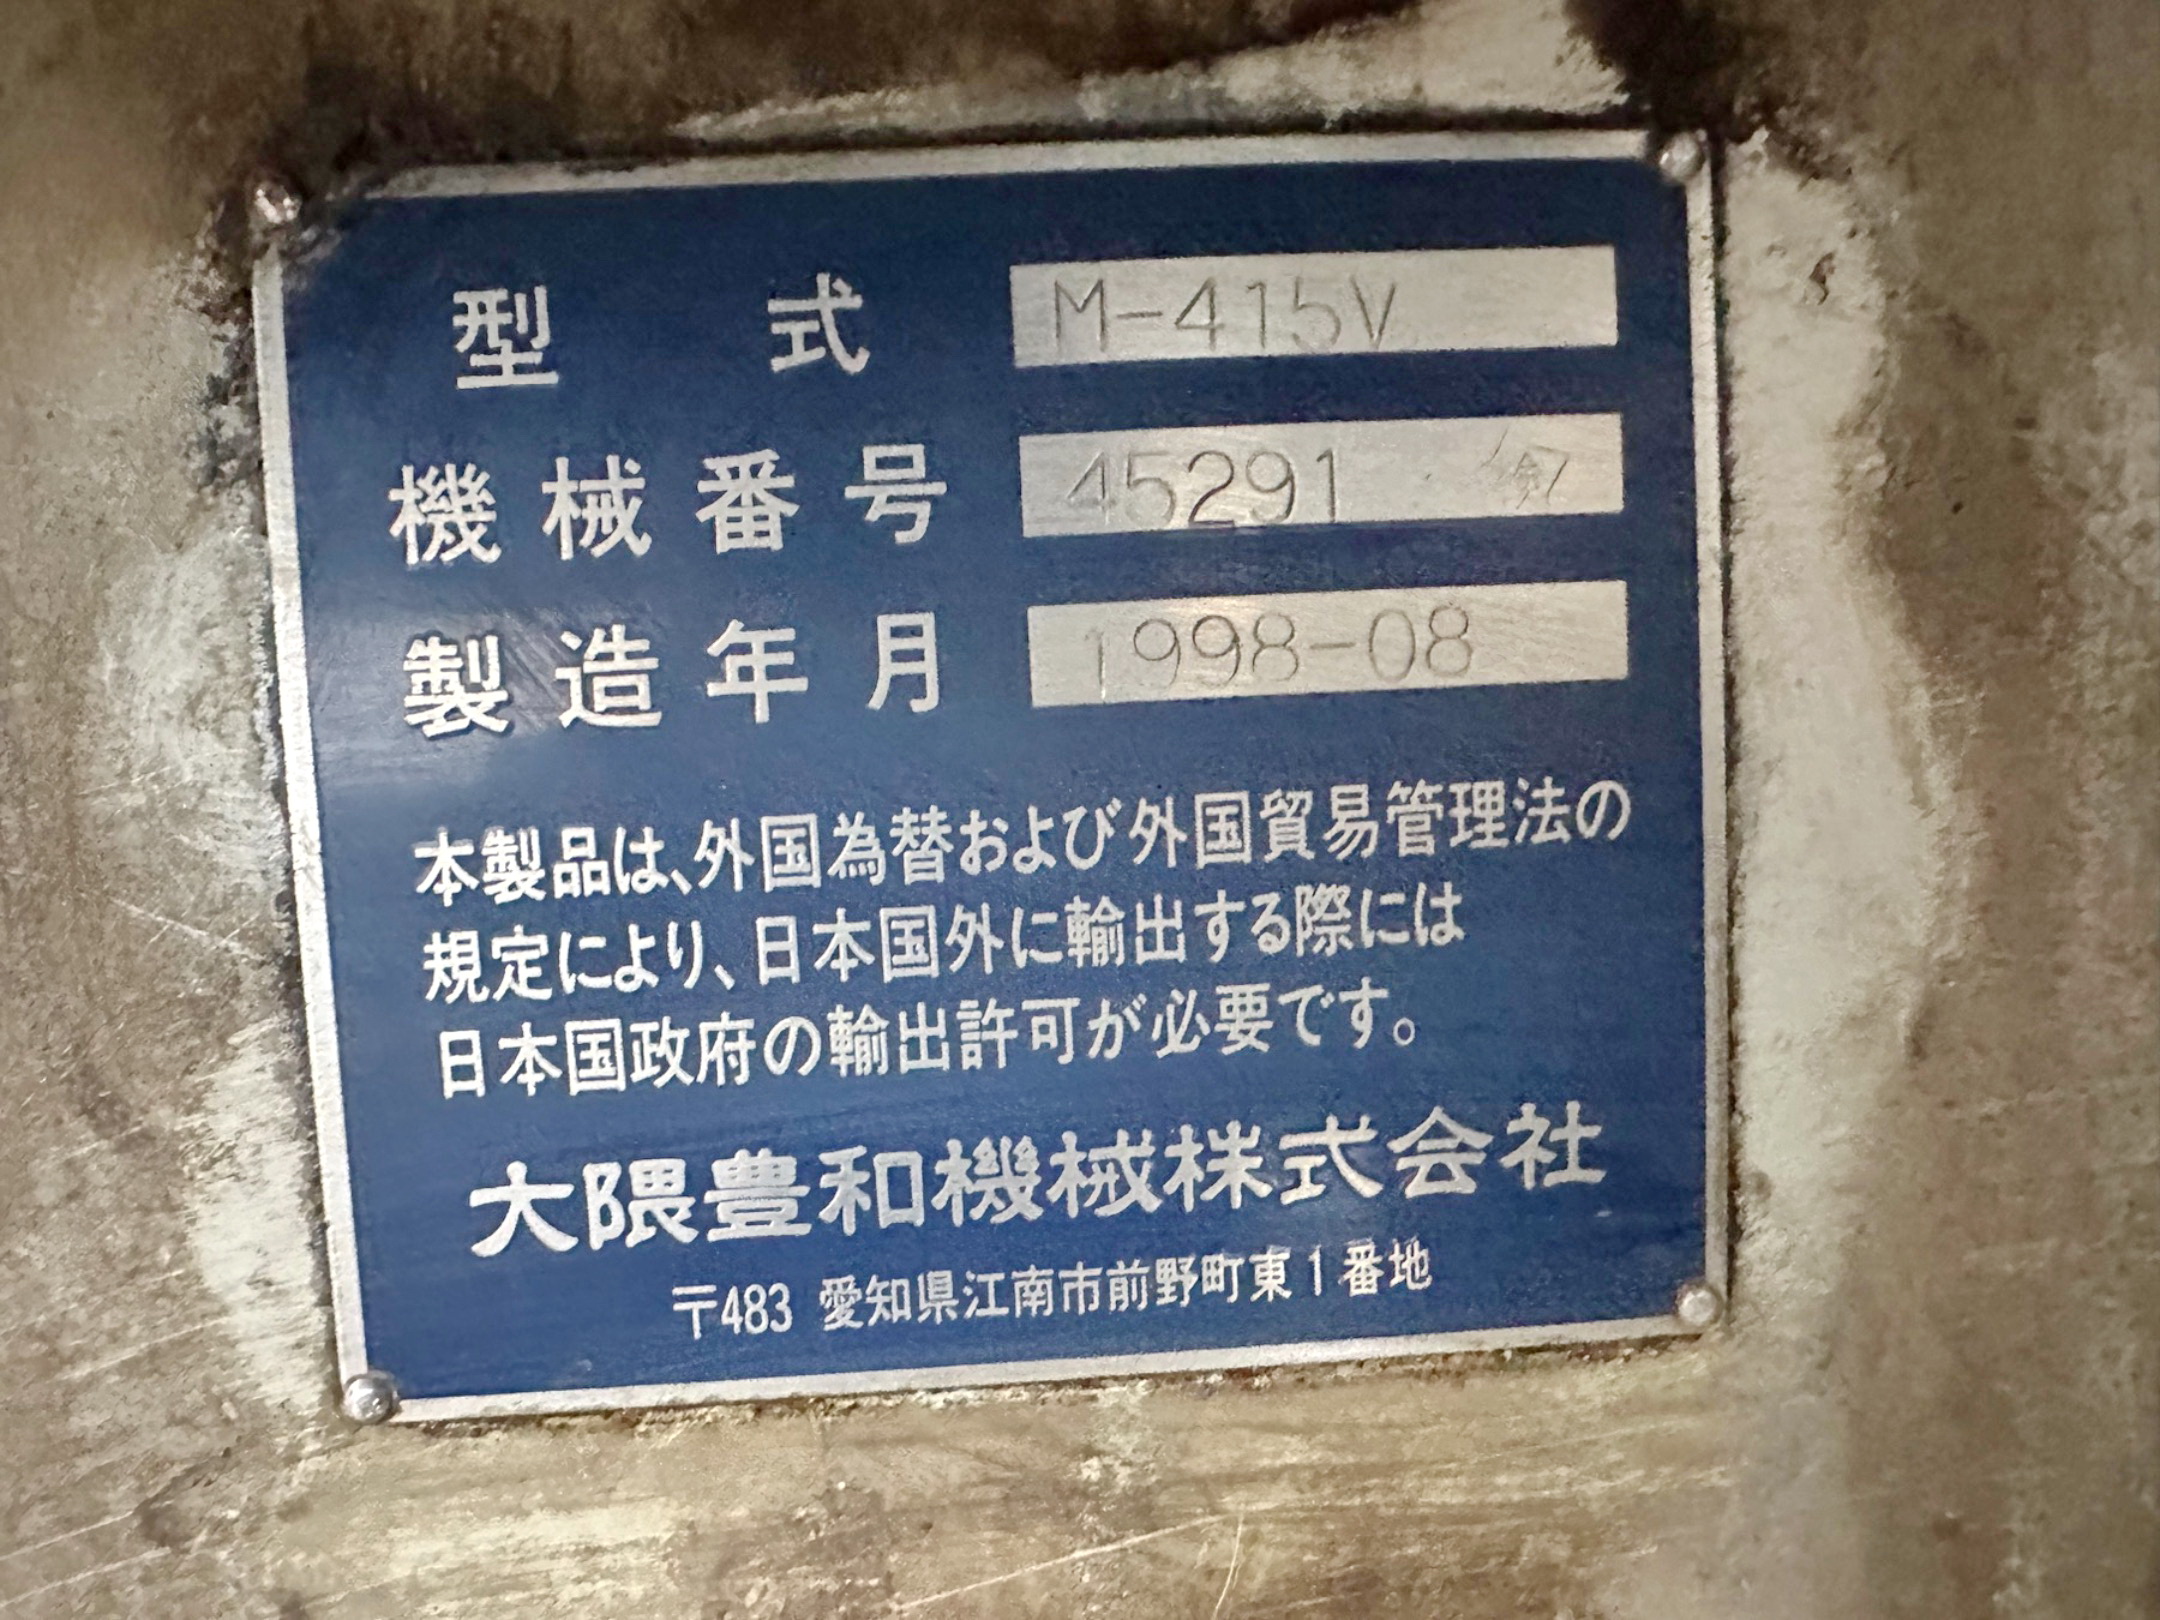 型式 M-415V
機械番号 45291
製造年月 1998-08
本製品は、外国為替および外国貿易管理法の
規定により、日本国外に輸出する際には
日本国政府の輸出許可が必要です。
大隈豊和機械株式会社
〒483 愛知県江南市前野町東1番地